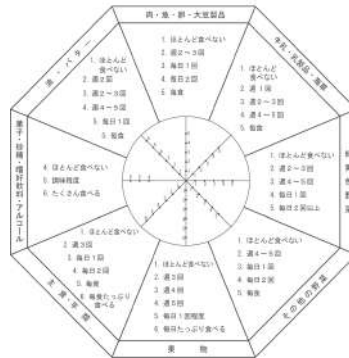 肉・魚・卵・大豆製品
1. ほとんど食べない
2. 週2～3回
3. 毎日1回
4. 毎日2回
5. 毎食
牛乳・乳製品・海藻
1. ほとんど食べない
2. 週1回
3. 週2～3回
4. 週4～5回
5. 毎食
1. ほとんど食べない
2. 週2～3回
3. 週4～5回
4. 毎日1回
5. 毎日2回以上
その他の野菜
1. ほとんど食べない
2. 週4～5回
3. 毎日1回
4. 毎日2回
5. 毎食
果物
1. ほとんど食べない
2. 週3回
3. 週4回
4. 週5回
5. 毎日1回程度
6. 毎日たっぷり食べる
主食・芋類
1. ほとんど食べない
2. 週3回
3. 毎日1回
4. 毎日2回
5. 毎食
6. 毎食たっぷり
食べる
菓子・砂糖・嗜好飲料・アルコール
4. ほとんど食べない
5. 調味程度
6. たくさん食べる
油・バター
1. ほとんど
食べない
2. 週2回
3. 週2～3回
4. 週4～5回
5. 毎日1回
5. 毎食